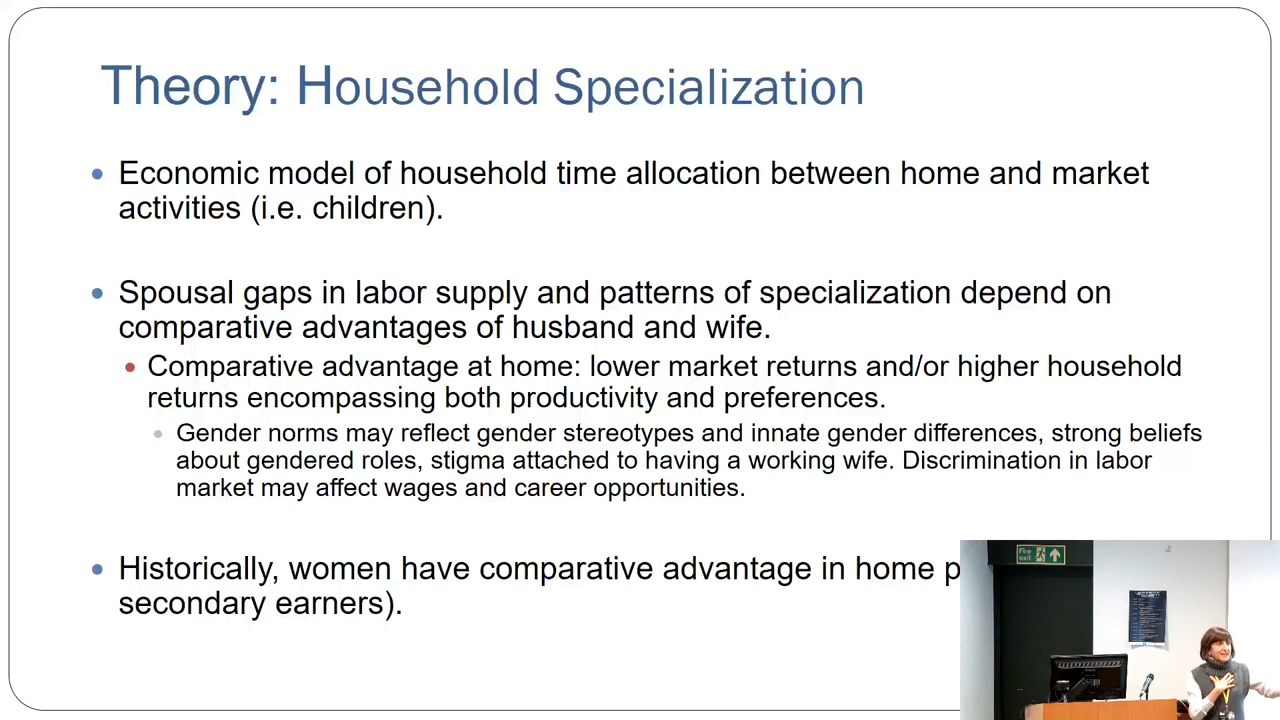 Theory: Household Specialization
• Economic model of household time allocation between home and market
activities (i.e. children).
• Spousal gaps in labor supply and patterns of specialization depend on
comparative advantages of husband and wife.
• Comparative advantage at home: lower market returns and/or higher household
returns encompassing both productivity and preferences.
• Gender norms may reflect gender stereotypes and innate gender differences, strong beliefs
about gendered roles, stigma attached to having a working wife. Discrimination in labor
market may affect wages and career opportunities.
• Historically, women have comparative advantage in home p
secondary earners).
Fire
exit